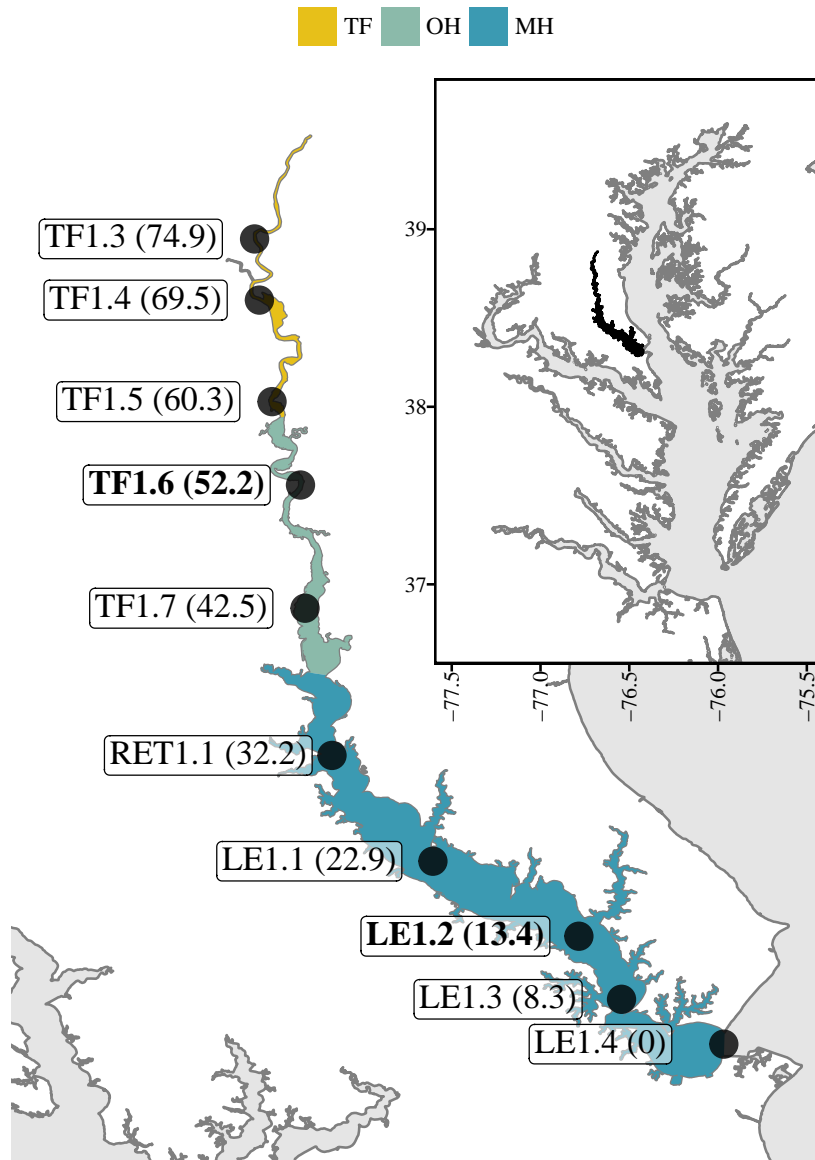 TF OH MH
TF1.3 (74.9)
TF1.4 (69.5)
TF1.5 (60.3)
TF1.6 (52.2)
TF1.7 (42.5)
RET1.1 (32.2)
LE1.1 (22.9)
LE1.2 (13.4)
LE1.3 (8.3)
LE1.4 (0)
39
38
37
−77.5
−77.0
−76.5
−76.0
−75.5